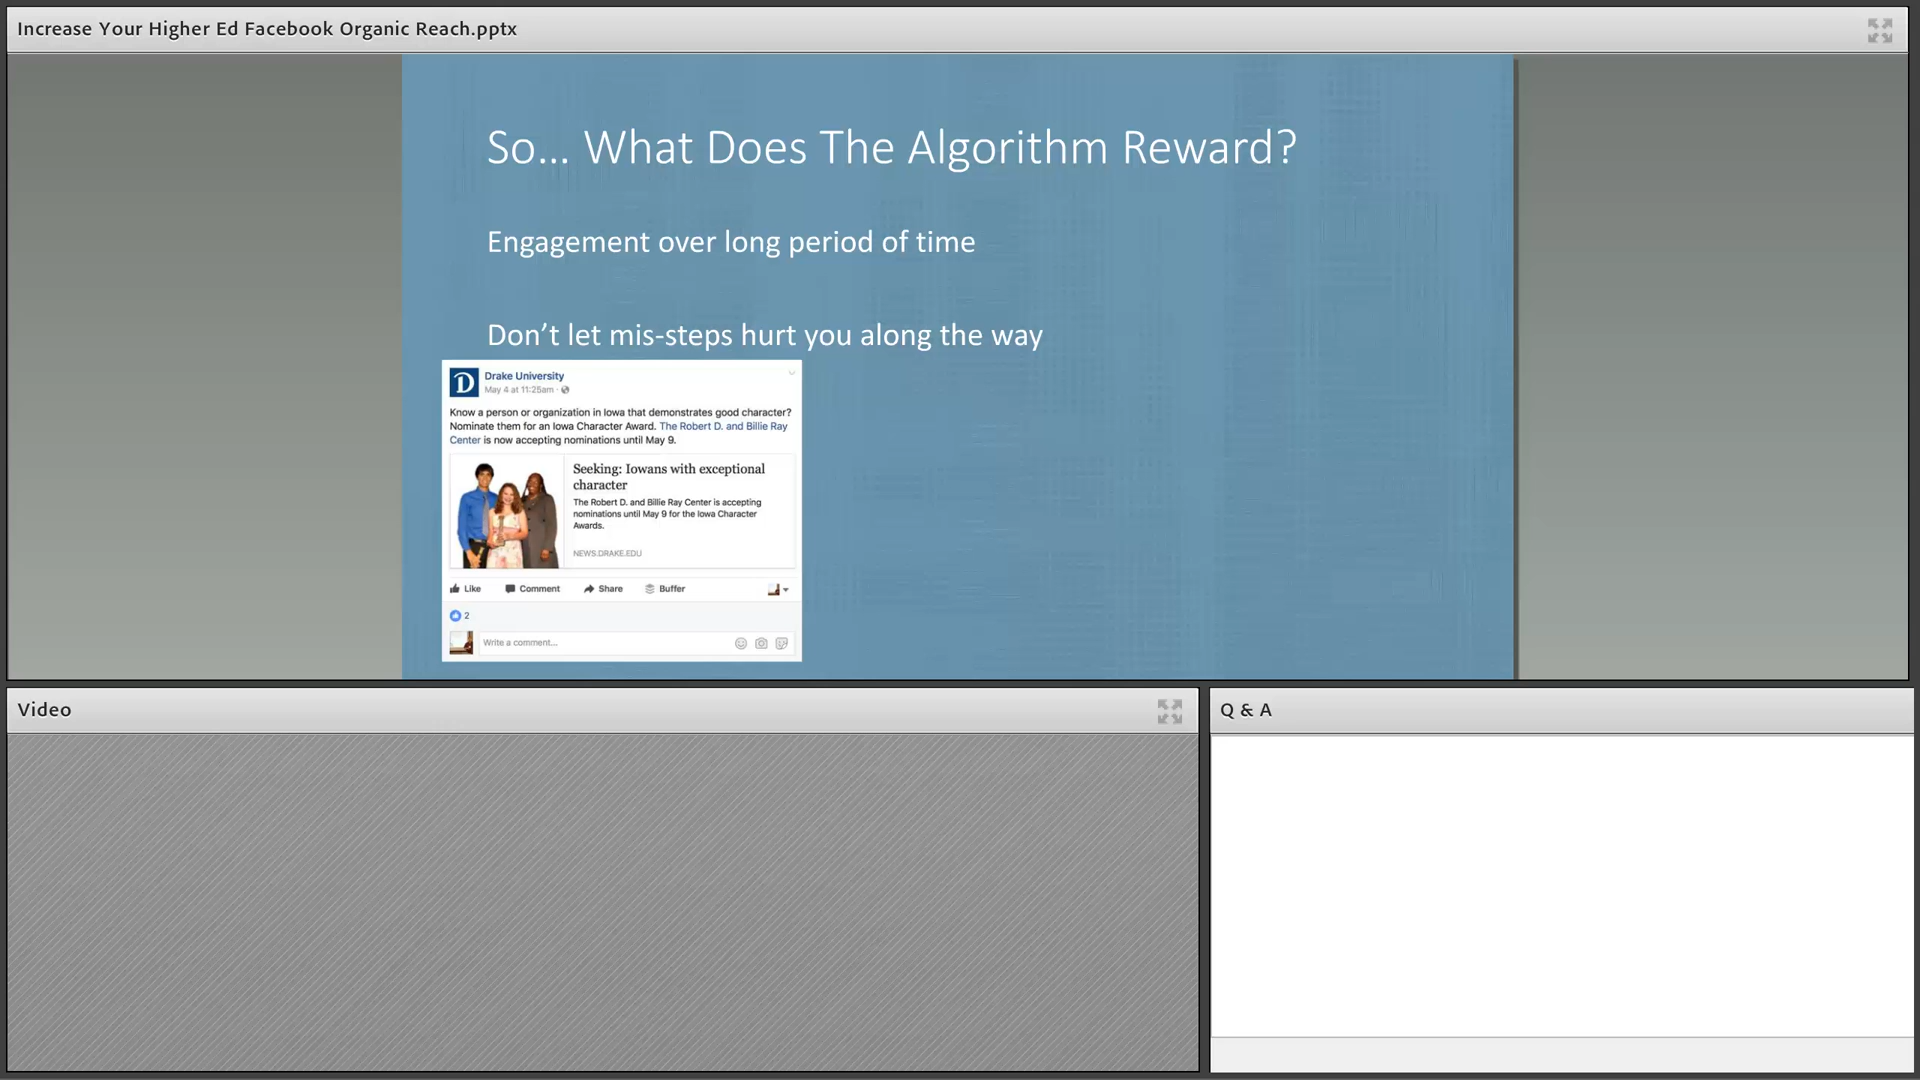 Increase Your Higher Ed Facebook Organic Reach.pptx
So... What Does The Algorithm Reward?
Engagement over long period of time
Don’t let mis-steps hurt you along the way
D
Drake University
May 4 at 11:25am ·
Know a person or organization in Iowa that demonstrates good character?
Nominate them for an Iowa Character Award. The Robert D. and Billie Ray
Center is now accepting nominations until May 9.
Seeking: Iowans with exceptional
character
The Robert D. and Billie Ray Center is accepting
nominations until May 9 for the Iowa Character
Awards.
NEWS.DRAKE.EDU
Like Comment Share Buffer
2
Write a comment...
Video
Q & A